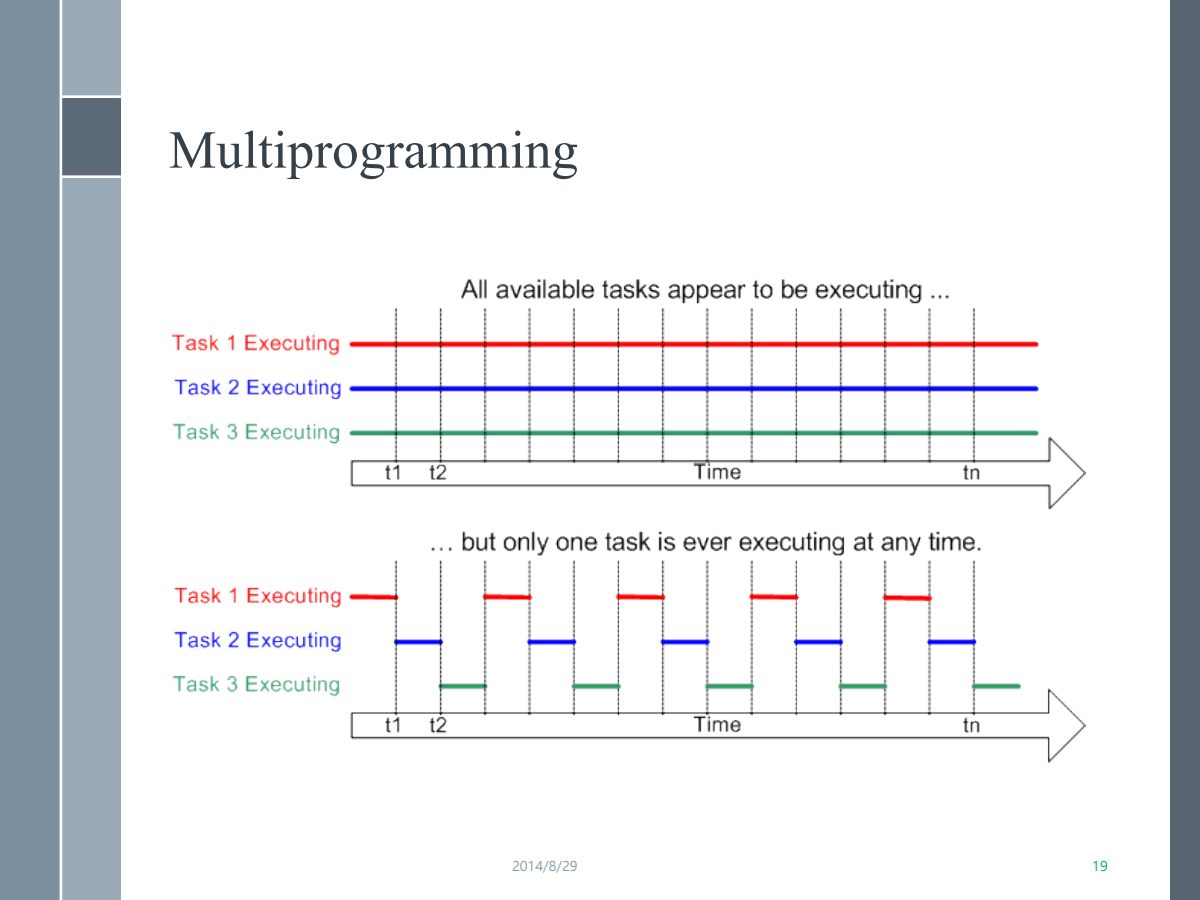 Multiprogramming
All available tasks appear to be executing ...
Task 1 Executing
Task 2 Executing
Task 3 Executing
t1 t2 Time tn
... but only one task is ever executing at any time.
Task 1 Executing
Task 2 Executing
Task 3 Executing
t1 t2 Time tn
2014/8/29 19